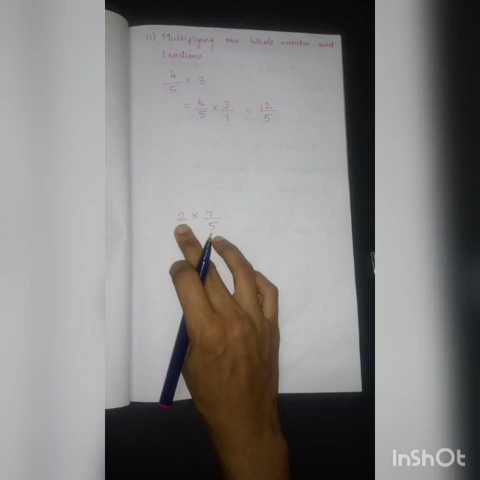 ii) Multiplying one whole number and
Fractions
4/5 × 3
= 4/5 × 3/1 = 12/5
2 × 7/5
InShOt